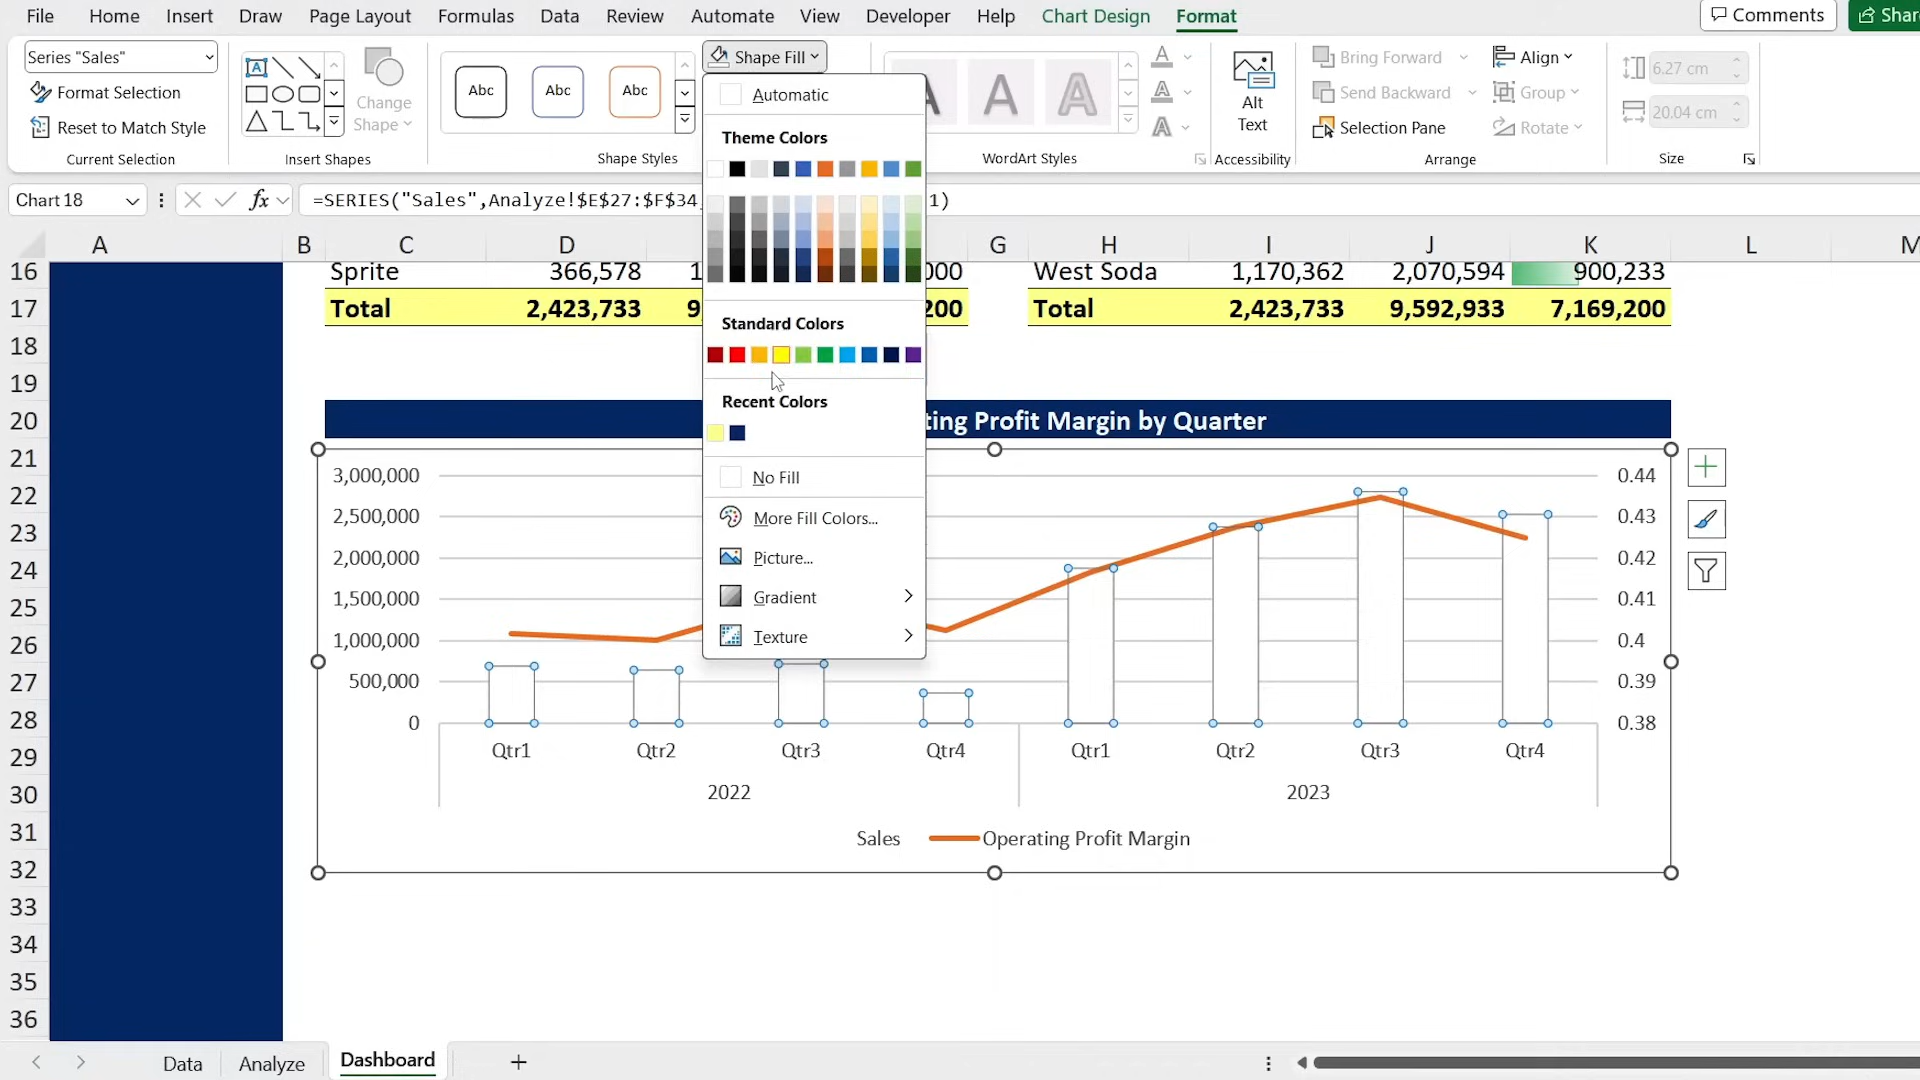 File Home Insert Draw Page Layout Formulas Data Review Automate View Developer Help Chart Design Format Comments
Series "Sales"
Format Selection
Reset to Match Style
Current Selection
Change Shape
Insert Shapes
Abc Abc Abc
Shape Styles
Shape Fill
WordArt Styles
Alt Text
Accessibility
Bring Forward Align
Send Backward Group
Selection Pane Rotate
Arrange
6.27 cm
20.04 cm
Size
Automatic
Theme Colors
Standard Colors
Recent Colors
No Fill
More Fill Colors...
Picture...
Gradient
Texture
Chart 18 fx =SERIES("Sales",Analyze!$E$27:$F$34 1)
A B C D G H I J K L M
16 Sprite 366,578 1 000 West Soda 1,170,362 2,070,594 900,233
17 Total 2,423,733 9 200 Total 2,423,733 9,592,933 7,169,200
18
19
20 ting Profit Margin by Quarter
21
22
23
24
25
26
27
28
29
30
31
32
33
34
35
36
3,000,000 0.44
2,500,000 0.43
2,000,000 0.42
1,500,000 0.41
1,000,000 0.4
500,000 0.39
0 0.38
Qtr1 Qtr2 Qtr3 Qtr4 Qtr1 Qtr2 Qtr3 Qtr4
2022 2023
Sales Operating Profit Margin
Data Analyze Dashboard